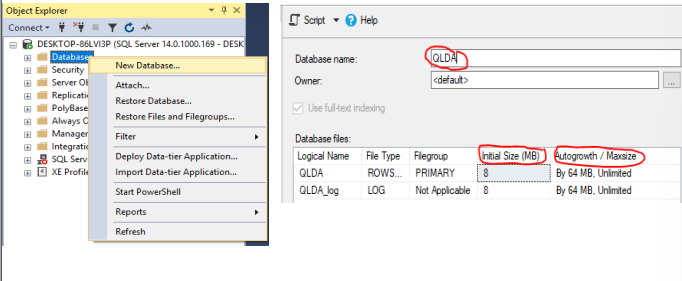 Object Explorer
Connect
DESKTOP-86LVI3P (SQL Server 14.0.1000.169 - DESK
Database
Security
Server Ob
Replicati
PolyBase
Always O
Manager
Integratio
SQL Serv
XE Profile
New Database...
Attach...
Restore Database...
Restore Files and Filegroups...
Filter
Deploy Data-tier Application...
Import Data-tier Application...
Start PowerShell
Reports
Refresh
Script Help
Database name: QLDA
Owner: <default> ...
Use full-text indexing
Database files:
Logical Name File Type Filegroup Initial Size (MB) Autogrowth / Maxsize
QLDA ROWS... PRIMARY 8 By 64 MB, Unlimited
QLDA_log LOG Not Applicable 8 By 64 MB, Unlimited